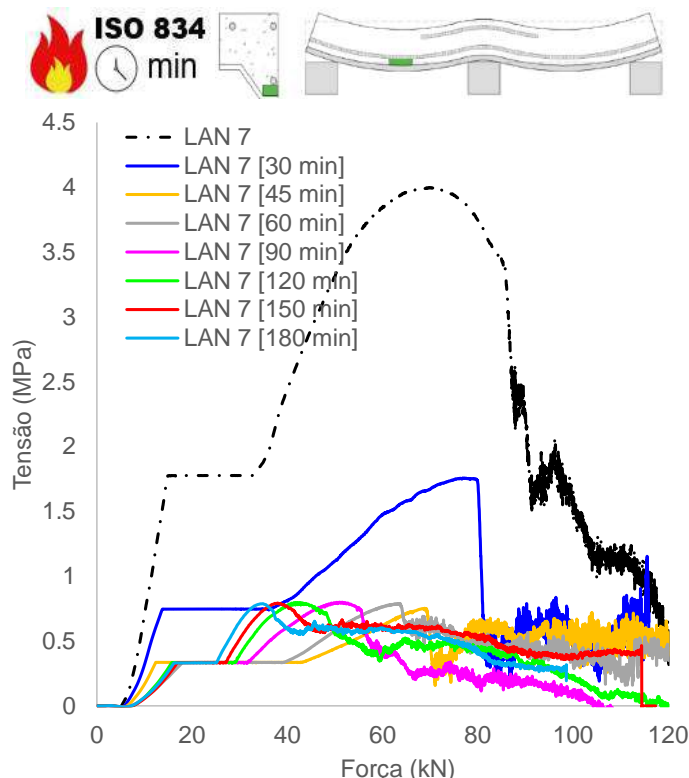 ISO 834
min
4.5
4
3.5
3
2.5
2
1.5
1
0.5
0
Tensão (MPa)
LAN 7
LAN 7 [30 min]
LAN 7 [45 min]
LAN 7 [60 min]
LAN 7 [90 min]
LAN 7 [120 min]
LAN 7 [150 min]
LAN 7 [180 min]
0 20 40 60 80 100 120
Força (kN)